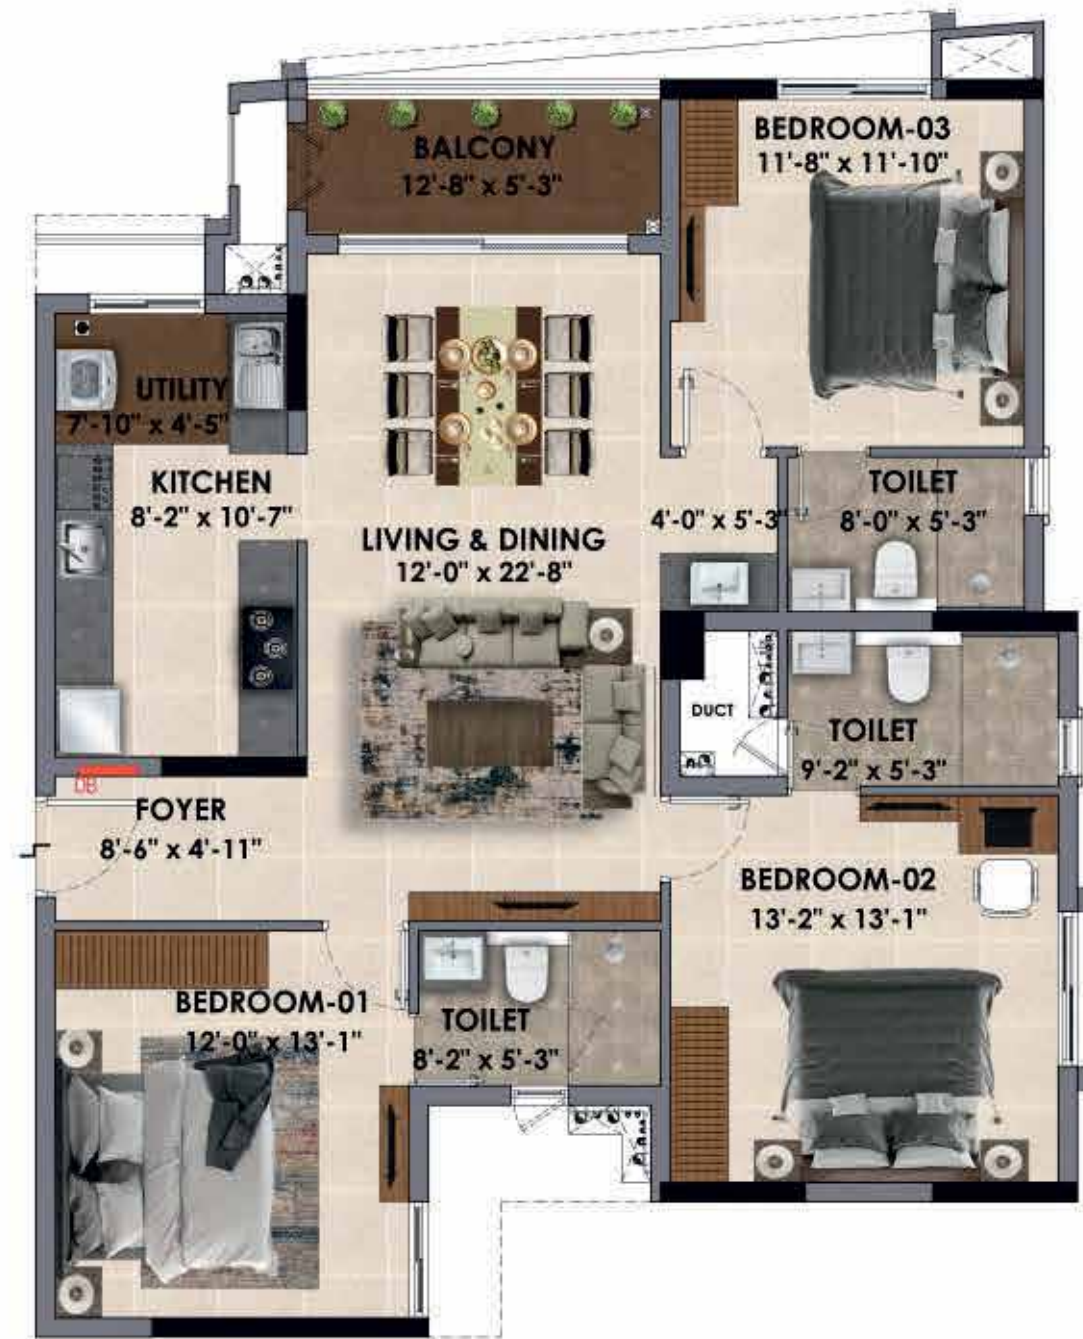 BEDROOM-03
11'-8" x 11'-10"
BALCONY
12'-8" x 5'-3"
UTILITY
7'-10" x 4'-5"
KITCHEN
8'-2" x 10'-7"
TOILET
8'-0" x 5'-3"
4'-0" x 5'-3"
LIVING & DINING
12'-0" x 22'-8"
DUCT
TOILET
9'-2" x 5'-3"
DB
FOYER
8'-6" x 4'-11"
BEDROOM-02
13'-2" x 13'-1"
BEDROOM-01
12'-0" x 13'-1"
TOILET
8'-2" x 5'-3"